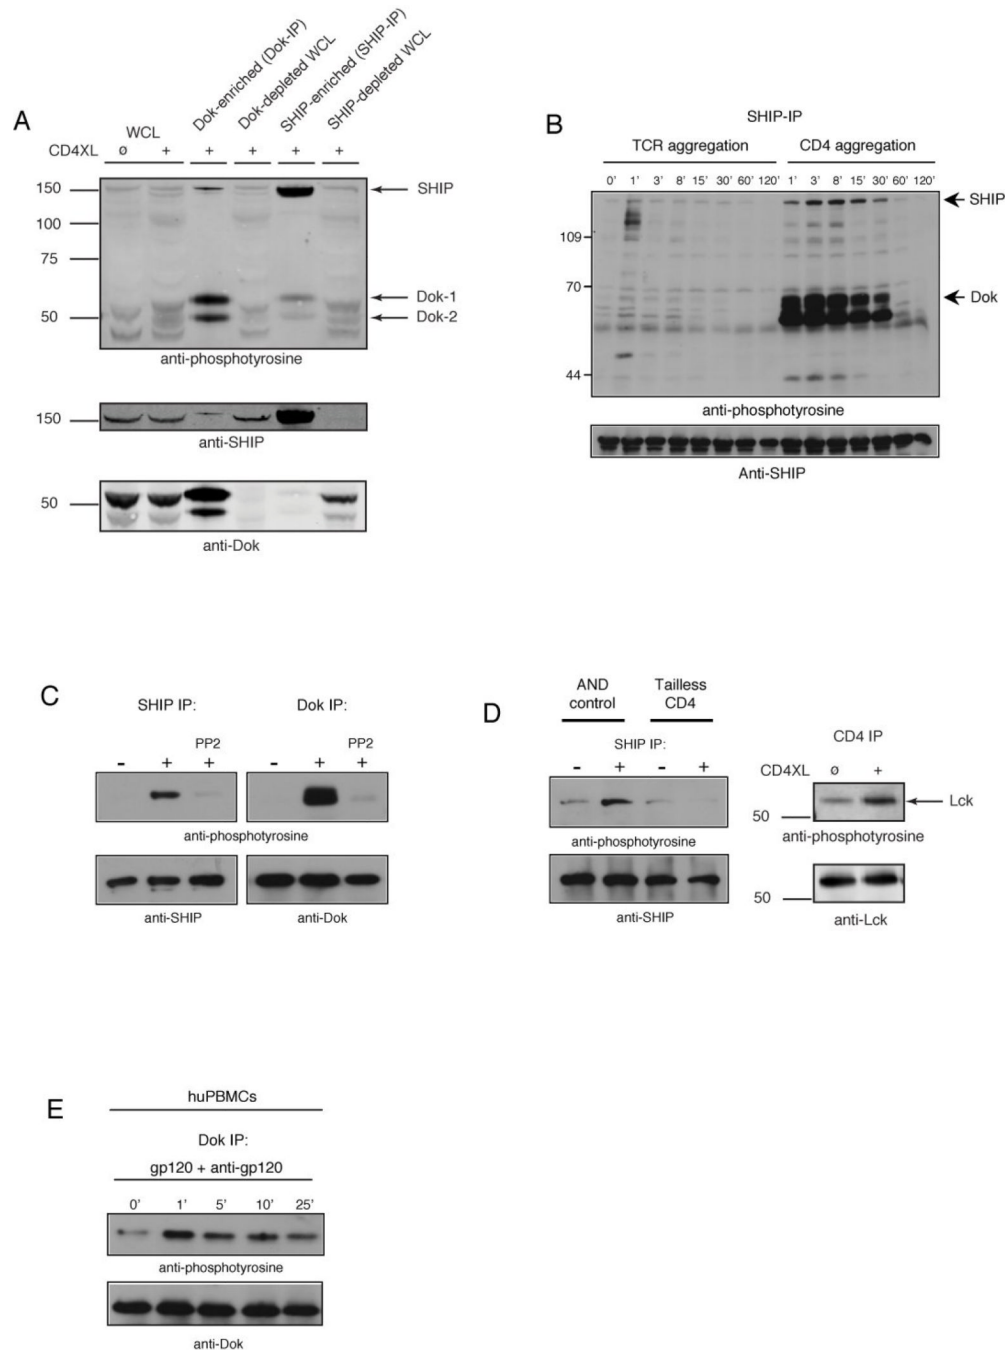 A
WCL
Dok-enriched (Dok-IP)
Dok-depleted WCL
SHIP-enriched (SHIP-IP)
SHIP-depleted WCL
CD4XL ø + + + + +
150
100
75
50
SHIP
Dok-1
Dok-2
anti-phosphotyrosine
150
anti-SHIP
50
anti-Dok
B
SHIP-IP
TCR aggregation CD4 aggregation
0' 1' 3' 8' 15' 30' 60' 120' 1' 3' 8' 15' 30' 60' 120'
SHIP
109
70
Dok
44
anti-phosphotyrosine
Anti-SHIP
C
SHIP IP: Dok IP:
PP2 PP2
- + + - + +
anti-phosphotyrosine
anti-SHIP anti-Dok
D
AND control
Tailless CD4
SHIP IP:
- + - +
anti-phosphotyrosine
anti-SHIP
CD4 IP
CD4XL ø +
Lck
50
anti-phosphotyrosine
50
anti-Lck
E
huPBMCs
Dok IP:
gp120 + anti-gp120
0' 1' 5' 10' 25'
anti-phosphotyrosine
anti-Dok